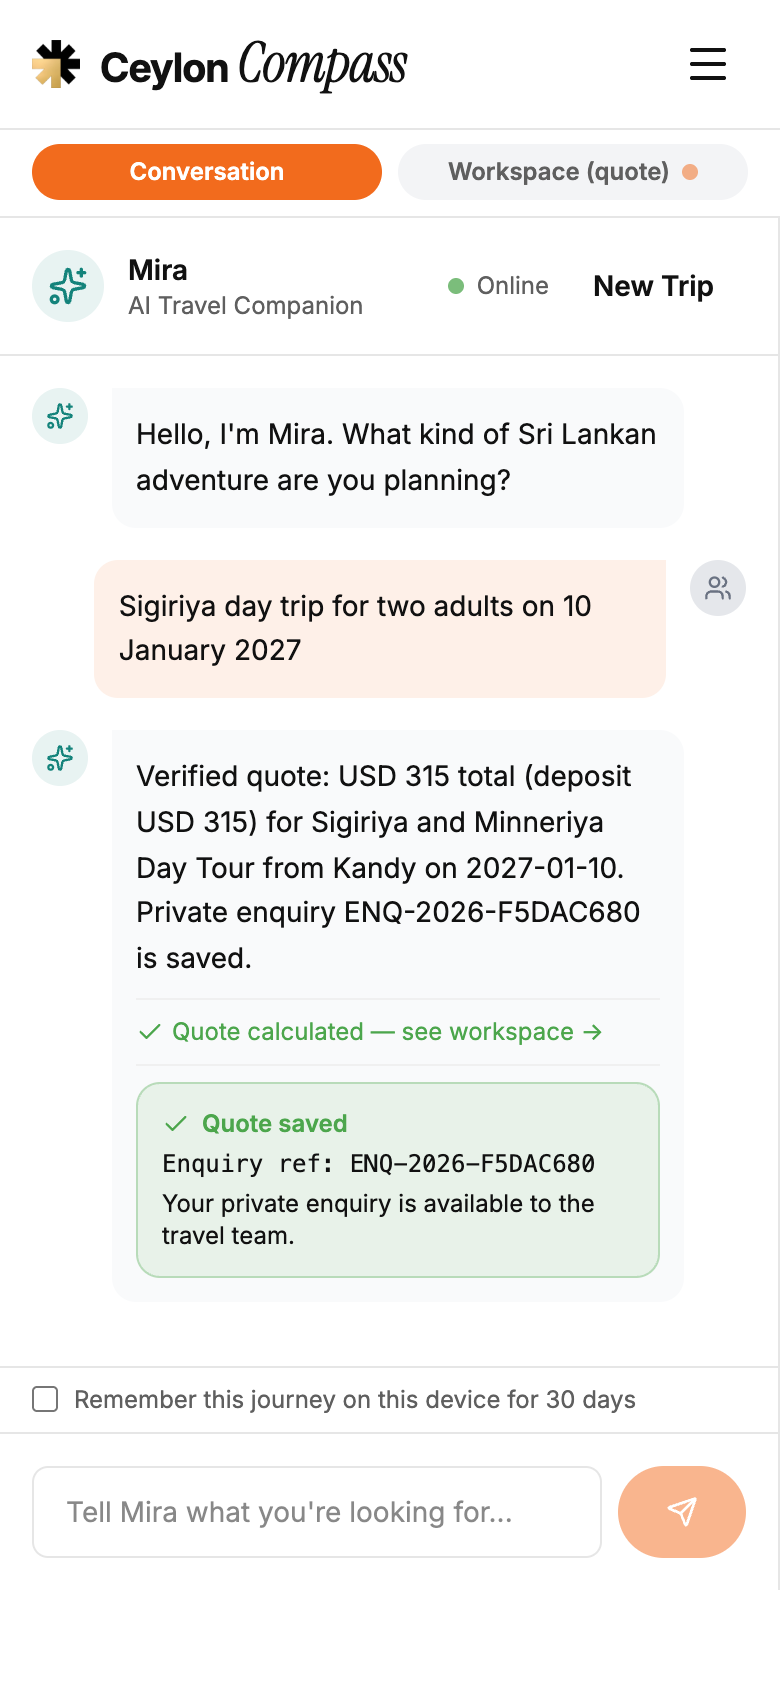 Ceylon Compass
Conversation
Workspace (quote)
Mira
AI Travel Companion
Online
New Trip
Hello, I'm Mira. What kind of Sri Lankan
adventure are you planning?
Sigiriya day trip for two adults on 10
January 2027
Verified quote: USD 315 total (deposit
USD 315) for Sigiriya and Minneriya
Day Tour from Kandy on 2027-01-10.
Private enquiry ENQ-2026-F5DAC680
is saved.
✓ Quote calculated — see workspace →
✓ Quote saved
Enquiry ref: ENQ-2026-F5DAC680
Your private enquiry is available to the
travel team.
Remember this journey on this device for 30 days
Tell Mira what you're looking for...